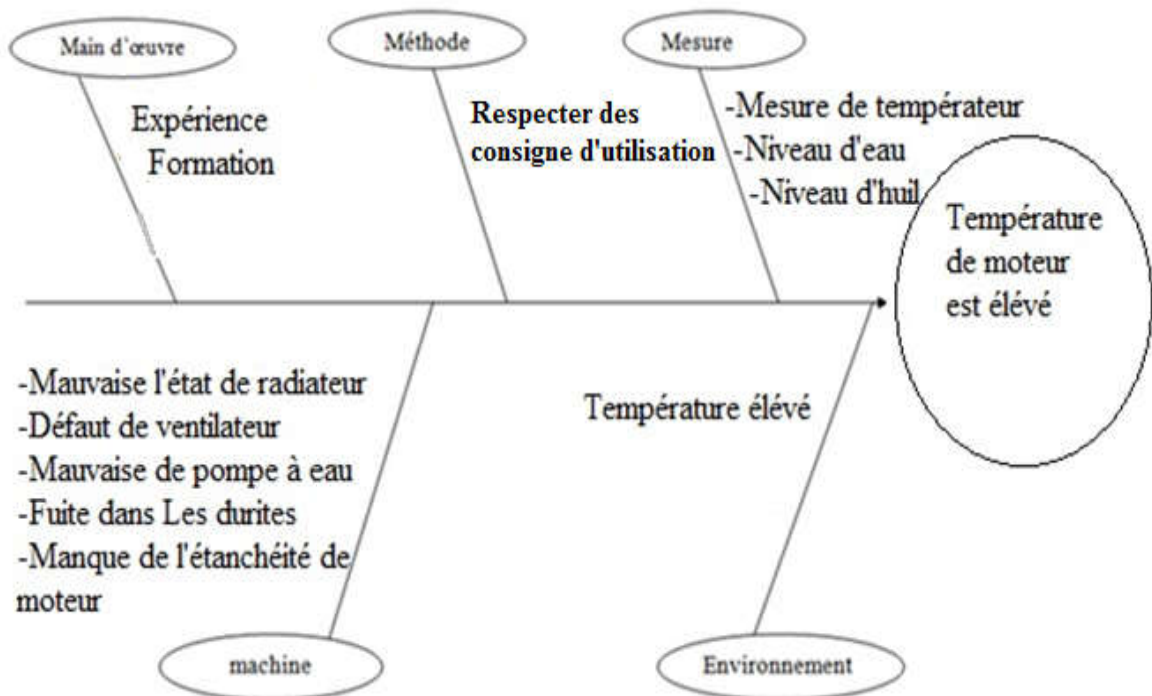 Main d'œuvre
Méthode
Mesure
Expérience
Formation
Respecter des
consigne d'utilisation
-Mesure de températeur
-Niveau d'eau
-Niveau d'huil
Température
de moteur
est élévé
-Mauvaise l'état de radiateur
-Défaut de ventilateur
-Mauvaise de pompe à eau
-Fuite dans Les durites
-Manque de l'étanchéité de
moteur
Température élévé
machine
Environnement